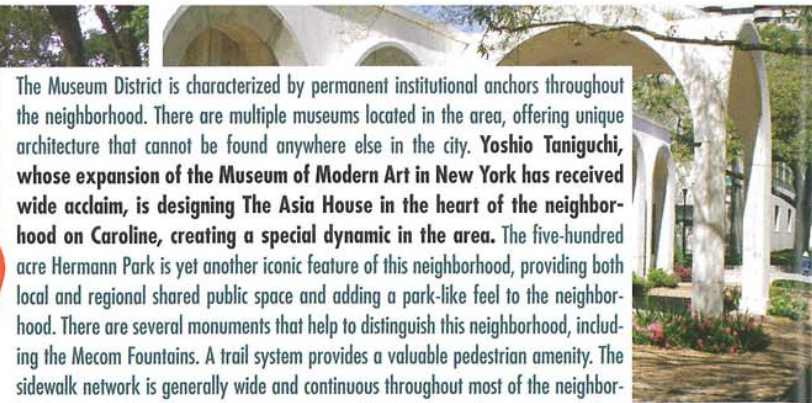 The Museum District is characterized by permanent institutional anchors throughout
the neighborhood. There are multiple museums located in the area, offering unique
architecture that cannot be found anywhere else in the city. Yoshio Taniguchi,
whose expansion of the Museum of Modern Art in New York has received
wide acclaim, is designing The Asia House in the heart of the neighbor-
hood on Caroline, creating a special dynamic in the area. The five-hundred
acre Hermann Park is yet another iconic feature of this neighborhood, providing both
local and regional shared public space and adding a park-like feel to the neighbor-
hood. There are several monuments that help to distinguish this neighborhood, includ-
ing the Mecom Fountains. A trail system provides a valuable pedestrian amenity. The
sidewalk network is generally wide and continuous throughout most of the neighbor-